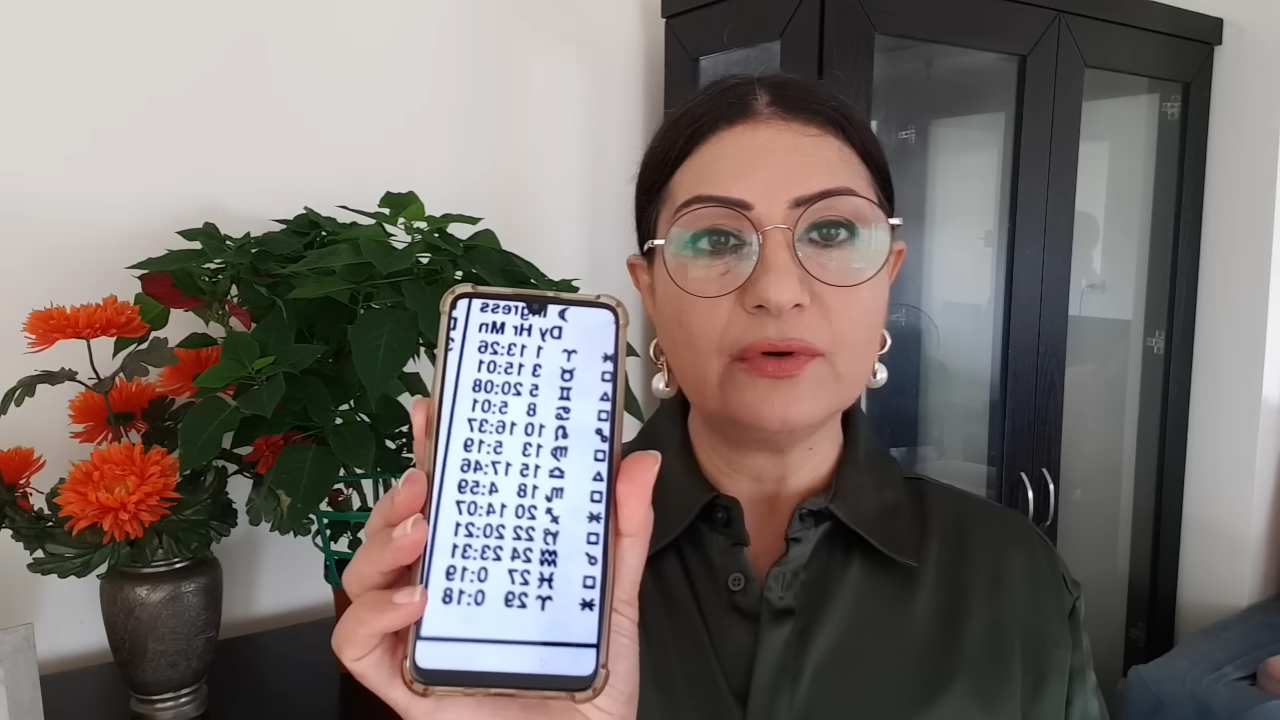 ☽ Ingress
Dy Hr Mn
⚹ ♈ 1 13:26
□ ♉ 3 15:01
△ ♊ 5 20:08
□ ♋ 8 5:01
☍ ♌ 10 16:37
□ ♍ 13 5:19
△ ♎ 15 17:46
□ ♏ 18 4:59
⚹ ♐ 20 14:07
□ ♑ 22 20:21
☌ ♒ 24 23:31
□ ♓ 27 0:19
⚹ ♈ 29 0:18